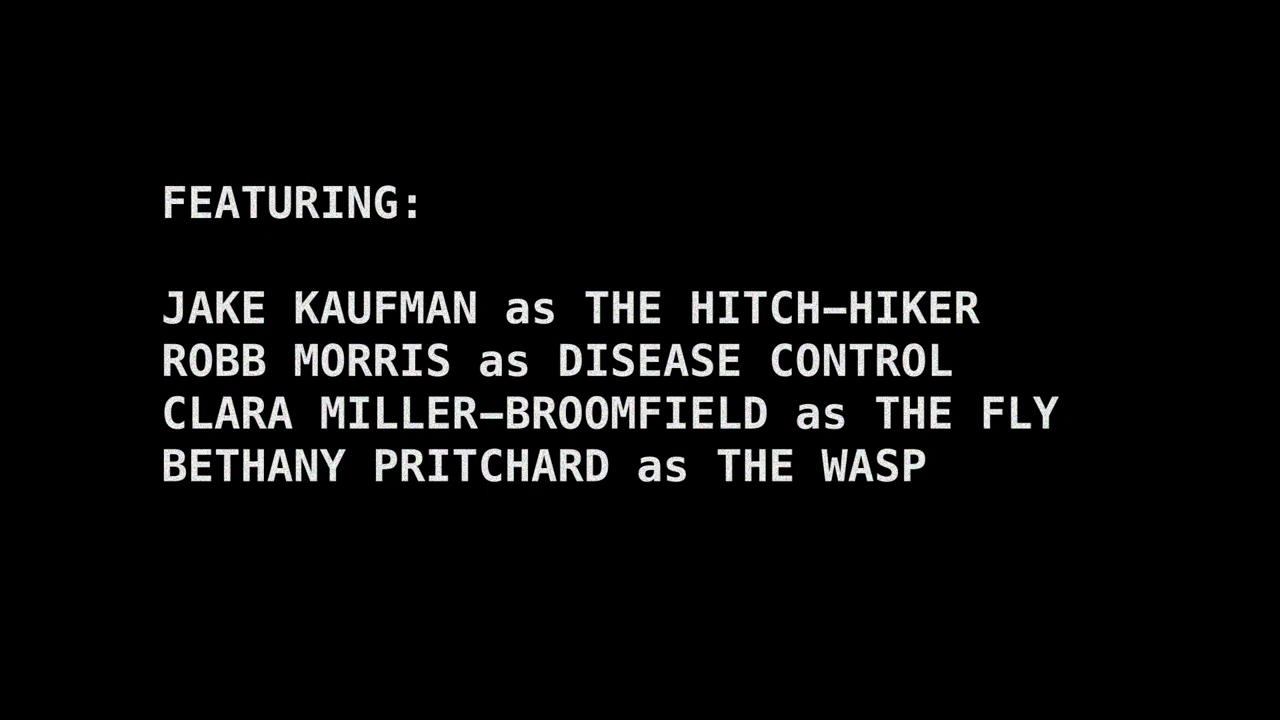 FEATURING:
JAKE KAUFMAN as THE HITCH-HIKER
ROBB MORRIS as DISEASE CONTROL
CLARA MILLER-BROOMFIELD as THE FLY
BETHANY PRITCHARD as THE WASP